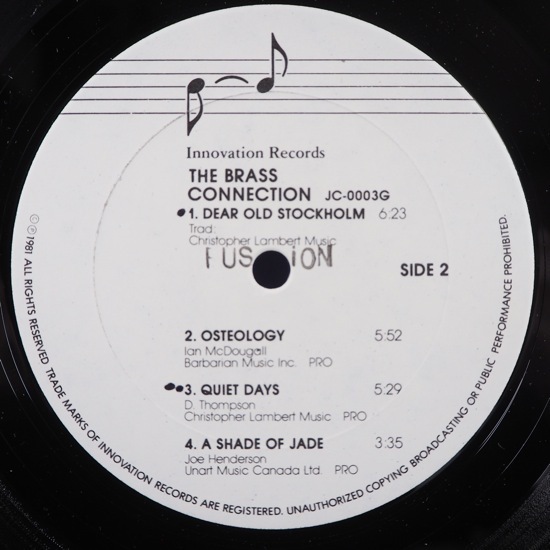 Innovation Records
THE BRASS
CONNECTION JC-0003G
1. DEAR OLD STOCKHOLM 6:23
Trad:
Christopher Lambert Music
FUSION
SIDE 2
2. OSTEOLOGY 5:52
Ian McDougall
Barbarian Music Inc. PRO
3. QUIET DAYS 5:29
D. Thompson
Christopher Lambert Music PRO
4. A SHADE OF JADE 3:35
Joe Henderson
Unart Music Canada Ltd. PRO
©℗1981 ALL RIGHTS RESERVED TRADE MARKS OF INNOVATION RECORDS ARE REGISTERED. UNAUTHORIZED COPYING BROADCASTING OR PUBLIC PERFORMANCE PROHIBITED.